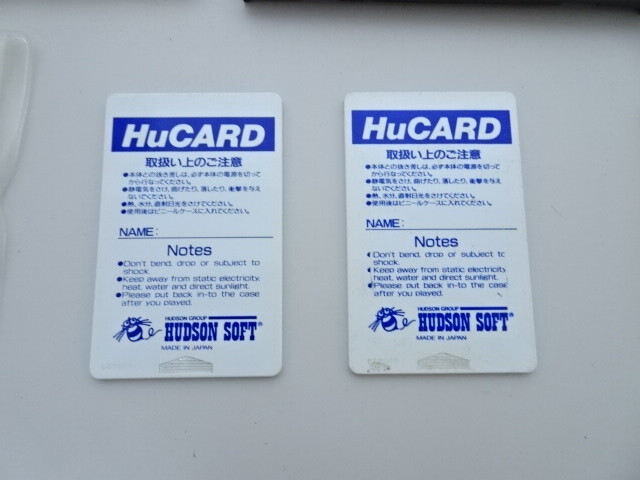 HuCARD
取扱い上のご注意
●本体との抜き差しは、必ず本体の電源を切って
から行なってください。
●静電気をさけ、曲げたり、落したり、衝撃を与え
ないでください。
●熱、水分、直射日光をさけてください。
●使用後はビニールケースに入れてください。
NAME:
Notes
●Don't bend, drop or subject to
shock.
●Keep away from static electricity,
heat, water and direct sunlight.
●Please put back in-to the case
after you played.
HUDSON GROUP
HUDSON SOFT®
MADE IN JAPAN
HuCARD
取扱い上のご注意
●本体との抜き差しは、必ず本体の電源を切って
から行なってください。
●静電気をさけ、曲げたり、落したり、衝撃を与え
ないでください。
●熱、水分、直射日光をさけてください。
●使用後はビニールケースに入れてください。
NAME:
Notes
●Don't bend, drop or subject to
shock.
●Keep away from static electricity
heat, water and direct sunlight.
●Please put back in-to the case
after you played.
HUDSON GROUP
HUDSON SOFT®
MADE IN JAPAN